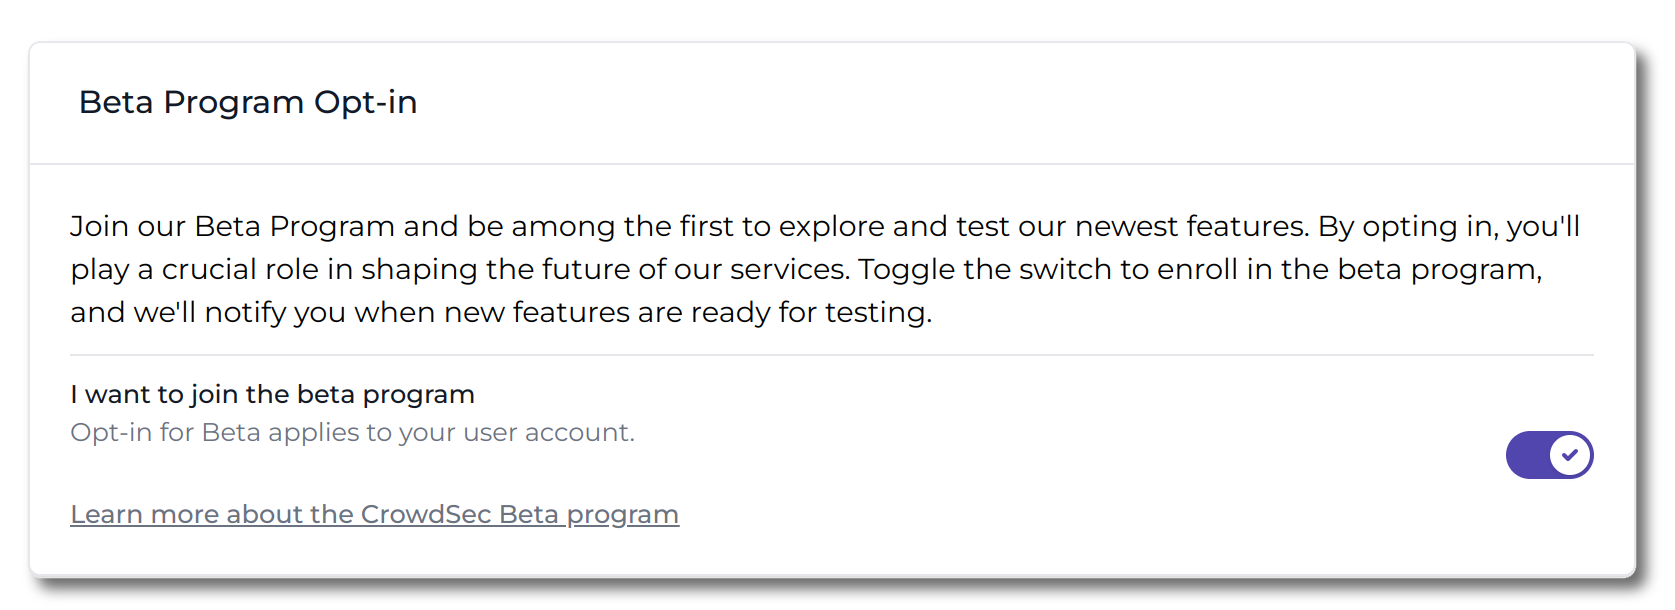 Beta Program Opt-in
Join our Beta Program and be among the first to explore and test our newest features. By opting in, you'll
play a crucial role in shaping the future of our services. Toggle the switch to enroll in the beta program,
and we'll notify you when new features are ready for testing.
I want to join the beta program
Opt-in for Beta applies to your user account.
Learn more about the CrowdSec Beta program